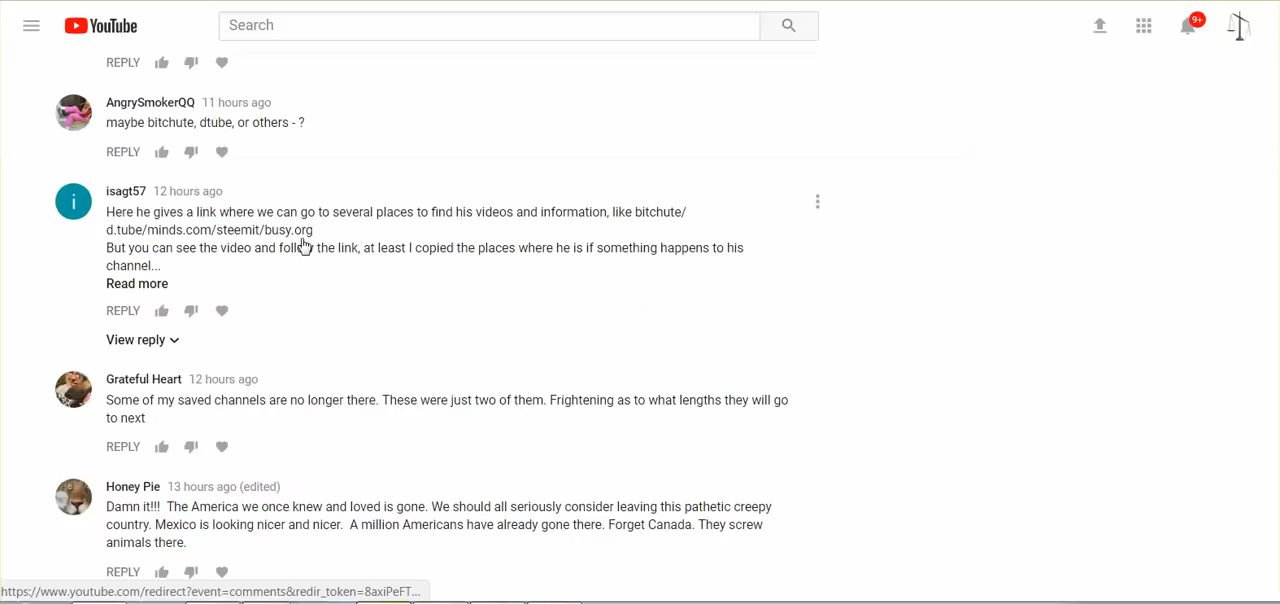 YouTube
Search
9+
REPLY
AngrySmokerQQ 11 hours ago
maybe bitchute, dtube, or others - ?
REPLY
i
isagt57 12 hours ago
Here he gives a link where we can go to several places to find his videos and information, like bitchute/
d.tube/minds.com/steemit/busy.org
But you can see the video and follow the link, at least I copied the places where he is if something happens to his
channel...
Read more
REPLY
View reply
Grateful Heart 12 hours ago
Some of my saved channels are no longer there. These were just two of them. Frightening as to what lengths they will go
to next
REPLY
Honey Pie 13 hours ago (edited)
Damn it!!! The America we once knew and loved is gone. We should all seriously consider leaving this pathetic creepy
country. Mexico is looking nicer and nicer. A million Americans have already gone there. Forget Canada. They screw
animals there.
REPLY
https://www.youtube.com/redirect?event=comments&redir_token=8axiPeFT...